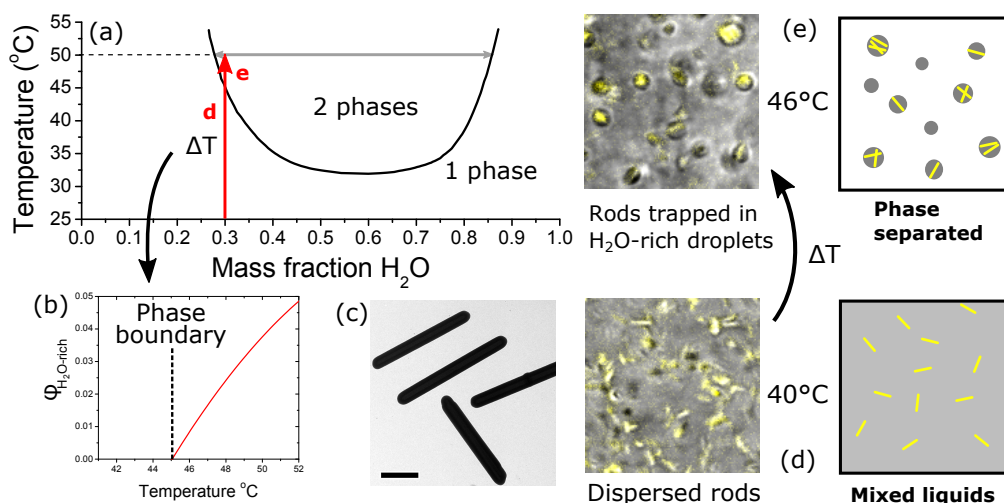 (a)
Temperature (°C)
50
45
40
35
30
25
e
d
ΔT
2 phases
1 phase
0.0 0.1 0.2 0.3 0.4 0.5 0.6 0.7 0.8 0.9 1.0
Mass fraction H₂O
(b)
φH₂O-rich
0.05
0.04
0.03
0.02
0.01
0.00
Phase
boundary
42 44 46 48 50 52
Temperature °C
(c)
Rods trapped in
H₂O-rich droplets
46°C
(e)
Phase
separated
ΔT
40°C
Dispersed rods
(d)
Mixed liquids